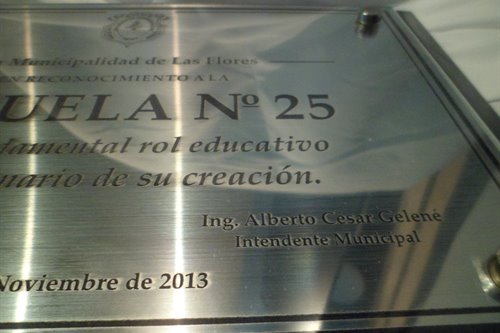 Municipalidad de Las Flores
EN RECONOCIMIENTO A LA
UELA Nº 25
damental rol educativo
nario de su creación.
Ing. Alberto Cesar Gelené
Intendente Municipal
Noviembre de 2013